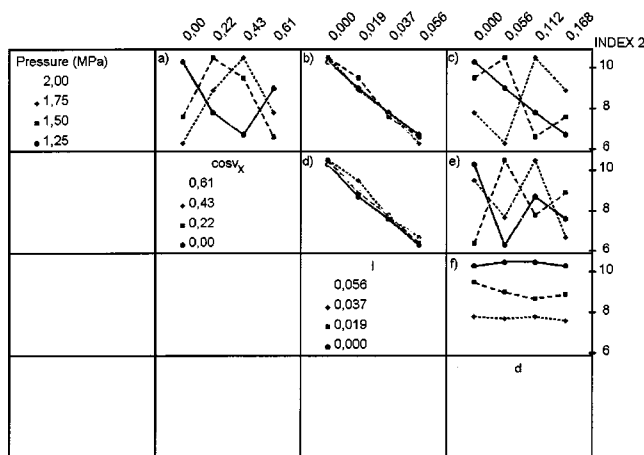 0,00 0,22 0,43 0,61 0,000 0,019 0,037 0,056 0,000 0,056 0,112 0,168
INDEX 2
Pressure (MPa) a) b) c) 10
2,00
1,75 8
1,50
1,25 6
cosvX d) e) 10
0,61
0,43 8
0,22
0,00 6
l f) 10
0,056
0,037 8
0,019
0,000 6
d